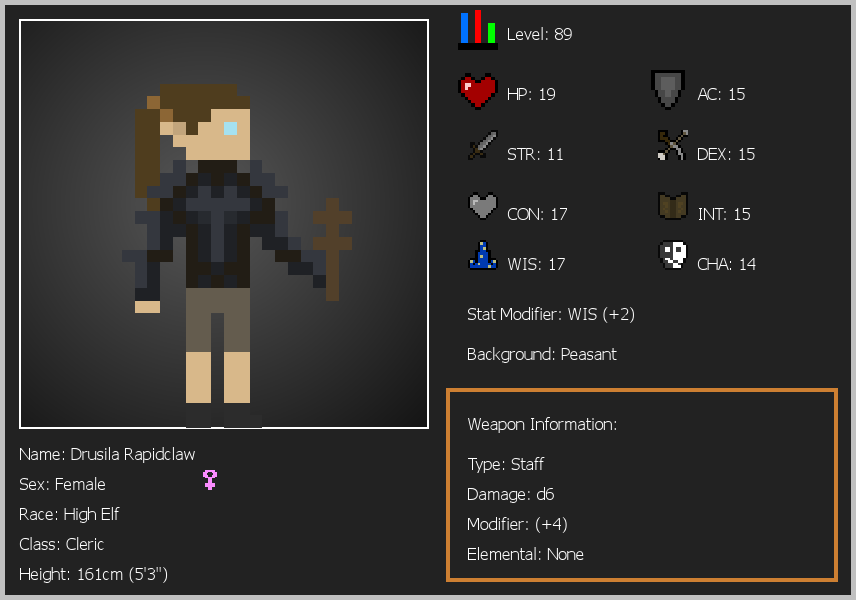 Level: 89
HP: 19
AC: 15
STR: 11
DEX: 15
CON: 17
INT: 15
WIS: 17
CHA: 14
Stat Modifier: WIS (+2)
Background: Peasant
Weapon Information:
Type: Staff
Damage: d6
Modifier: (+4)
Elemental: None
Name: Drusila Rapidclaw
Sex: Female
Race: High Elf
Class: Cleric
Height: 161cm (5'3")